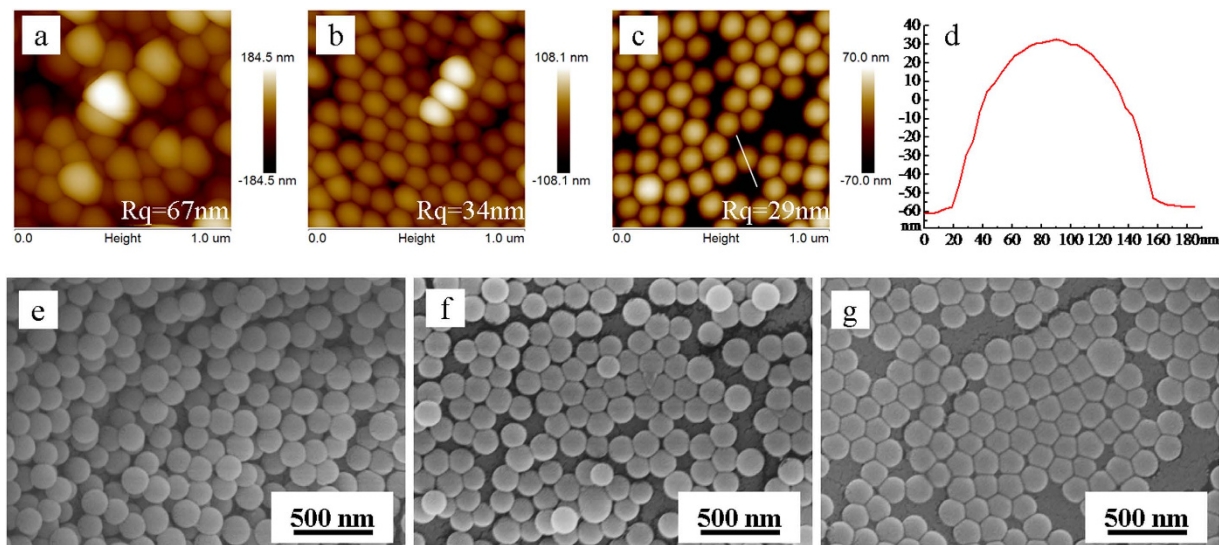 a
184.5 nm
-184.5 nm
Rq=67nm
0.0 Height 1.0 um
b
108.1 nm
-108.1 nm
Rq=34nm
0.0 Height 1.0 um
c
70.0 nm
-70.0 nm
Rq=29nm
0.0 Height 1.0 um
d
40
30
20
10
0
-10
-20
-30
-40
-50
-60
nm
0 20 40 60 80 100 120 140 160 180nm
e
500 nm
f
500 nm
g
500 nm